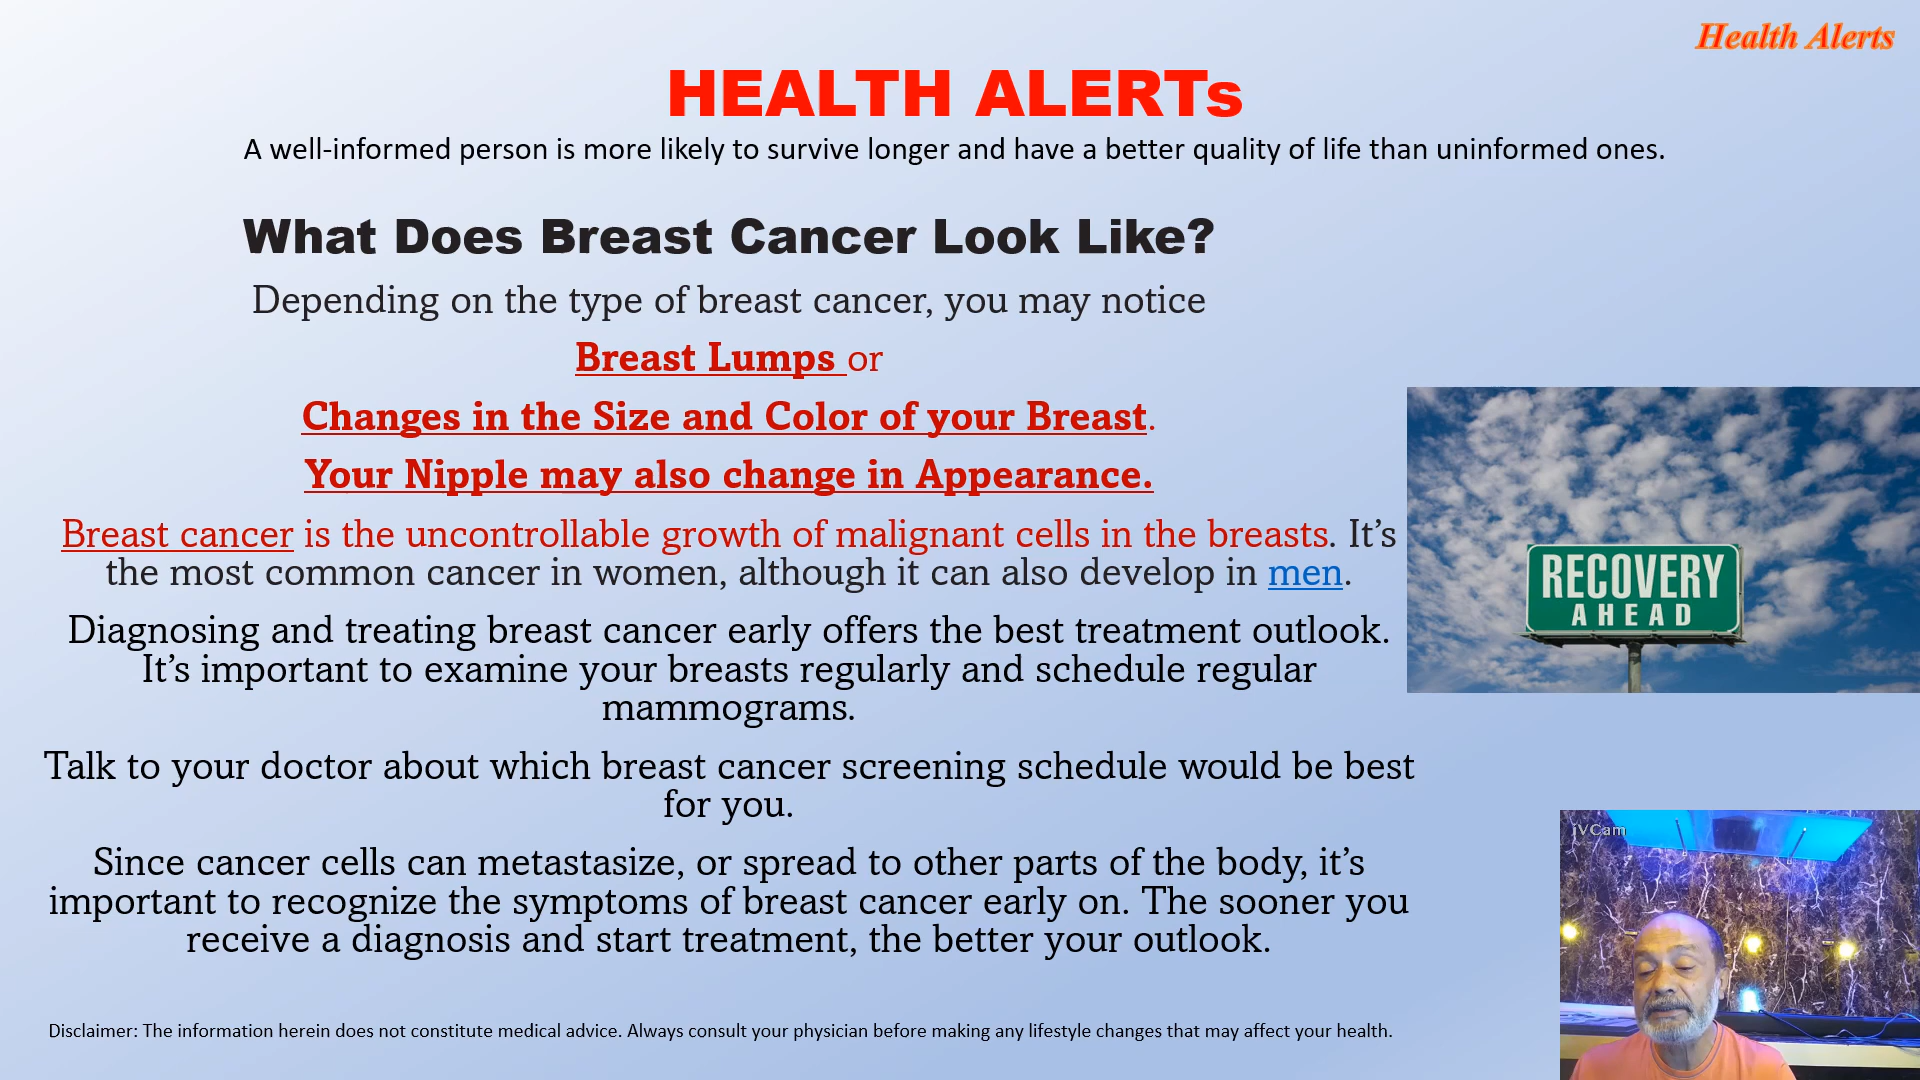 Health Alerts
HEALTH ALERTs
A well-informed person is more likely to survive longer and have a better quality of life than uninformed ones.
What Does Breast Cancer Look Like?
Depending on the type of breast cancer, you may notice
Breast Lumps or
Changes in the Size and Color of your Breast.
Your Nipple may also change in Appearance.
Breast cancer is the uncontrollable growth of malignant cells in the breasts. It’s
the most common cancer in women, although it can also develop in men.
Diagnosing and treating breast cancer early offers the best treatment outlook.
It’s important to examine your breasts regularly and schedule regular
mammograms.
RECOVERY
AHEAD
Talk to your doctor about which breast cancer screening schedule would be best
for you.
Since cancer cells can metastasize, or spread to other parts of the body, it’s
important to recognize the symptoms of breast cancer early on. The sooner you
receive a diagnosis and start treatment, the better your outlook.
iVCam
Disclaimer: The information herein does not constitute medical advice. Always consult your physician before making any lifestyle changes that may affect your health.